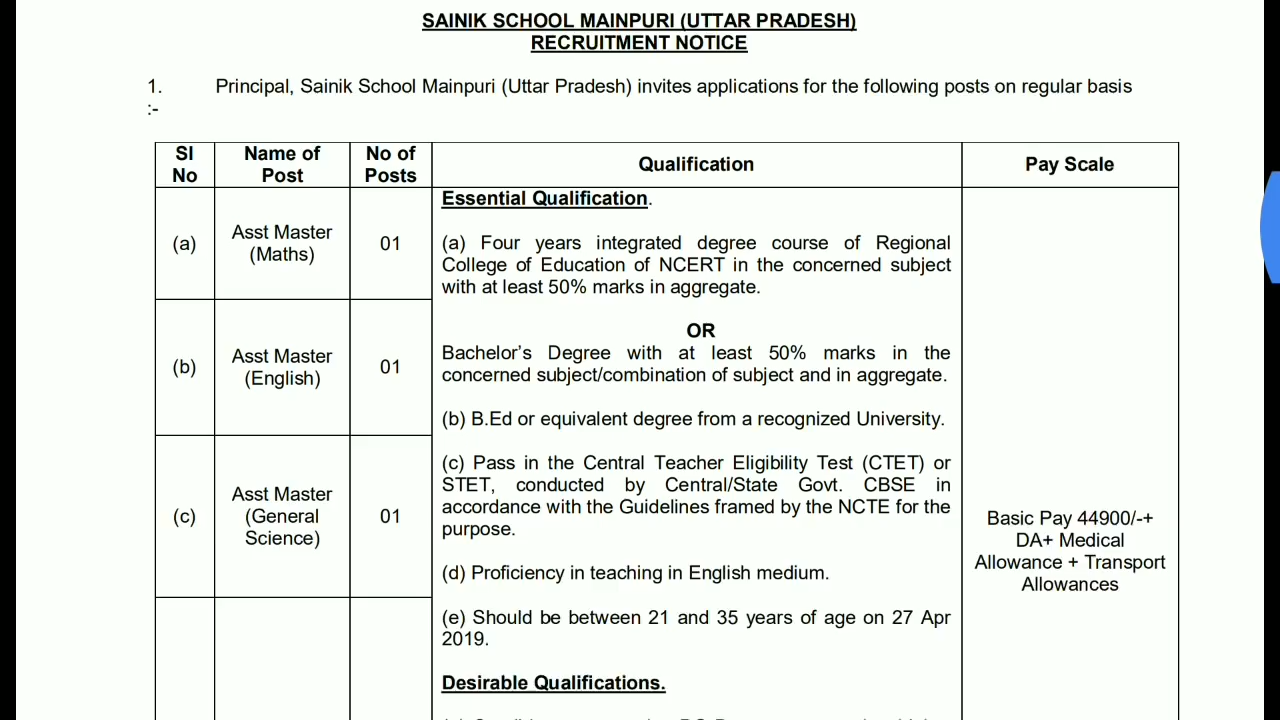 SAINIK SCHOOL MAINPURI (UTTAR PRADESH)
RECRUITMENT NOTICE
1. Principal, Sainik School Mainpuri (Uttar Pradesh) invites applications for the following posts on regular basis
:-
Sl No
Name of Post
No of Posts
Qualification
Pay Scale
(a)
Asst Master
(Maths)
01
(b)
Asst Master
(English)
01
(c)
Asst Master
(General
Science)
01
Essential Qualification.
(a) Four years integrated degree course of Regional
College of Education of NCERT in the concerned subject
with at least 50% marks in aggregate.
OR
Bachelor's Degree with at least 50% marks in the
concerned subject/combination of subject and in aggregate.
(b) B.Ed or equivalent degree from a recognized University.
(c) Pass in the Central Teacher Eligibility Test (CTET) or
STET, conducted by Central/State Govt. CBSE in
accordance with the Guidelines framed by the NCTE for the
purpose.
(d) Proficiency in teaching in English medium.
(e) Should be between 21 and 35 years of age on 27 Apr
2019.
Desirable Qualifications.
Basic Pay 44900/-+
DA+ Medical
Allowance + Transport
Allowances